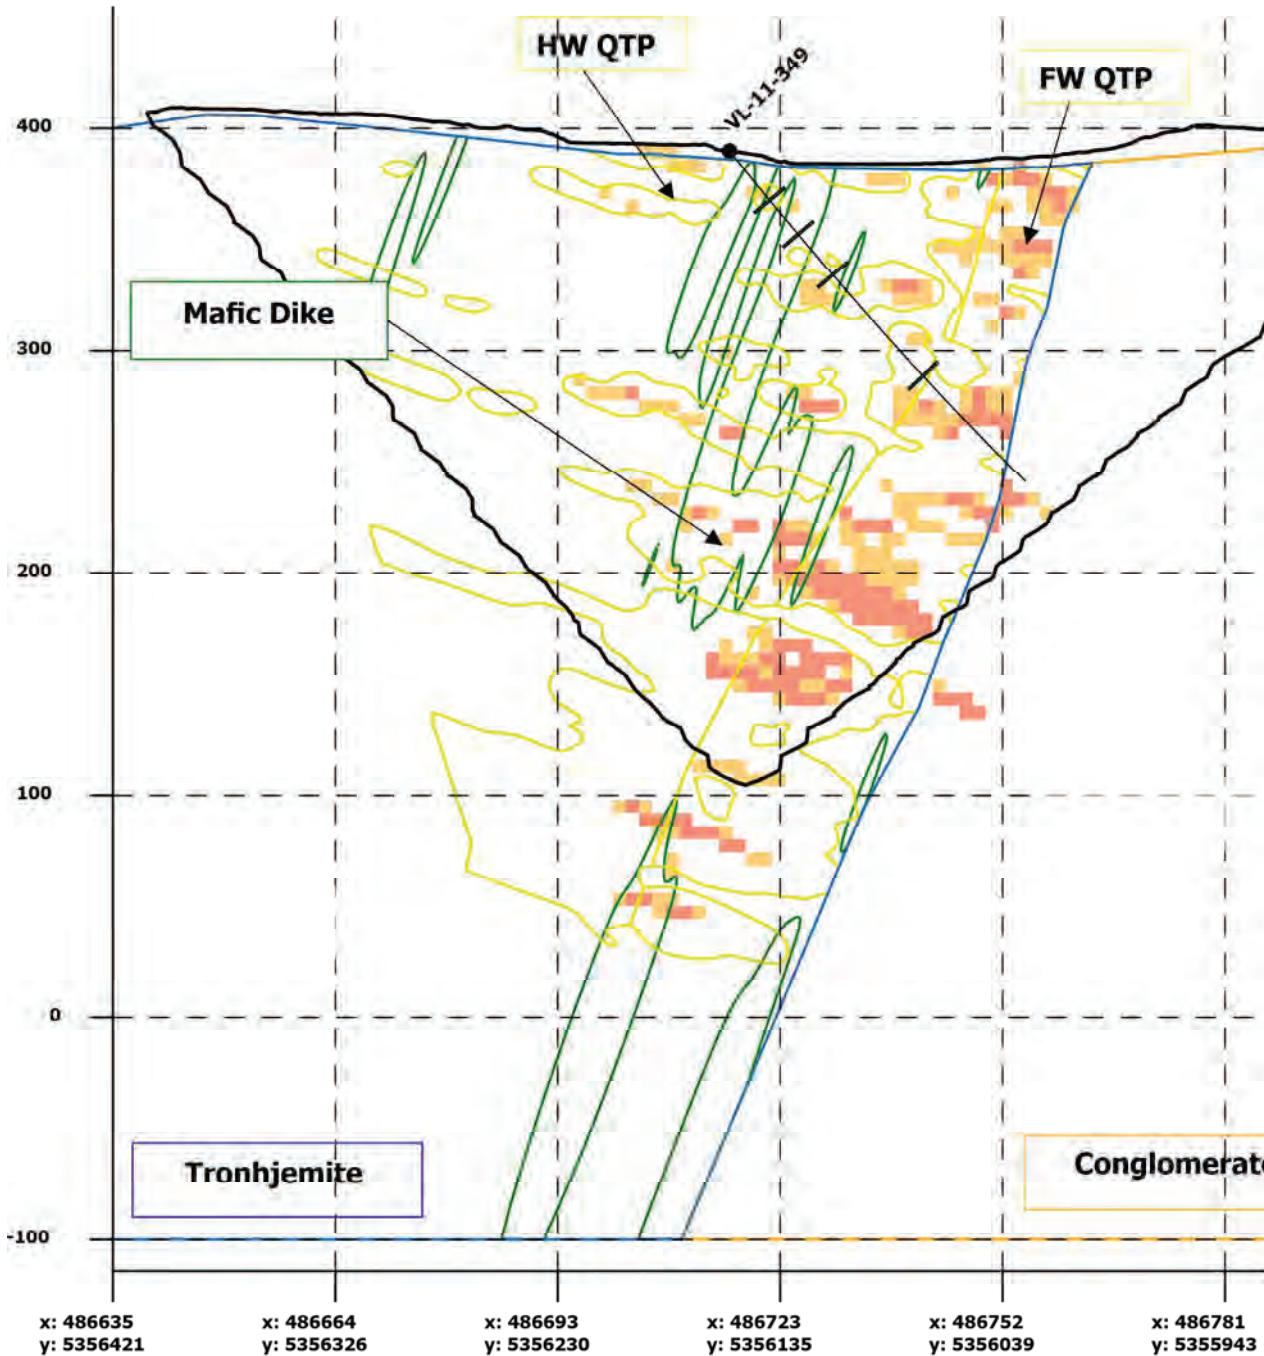 HW QTP
VL-11-349
FW QTP
400
Mafic Dike
300
200
100
0
Tronhjemite
Conglomerate
-100
x: 486635
y: 5356421
x: 486664
y: 5356326
x: 486693
y: 5356230
x: 486723
y: 5356135
x: 486752
y: 5356039
x: 486781
y: 5355943